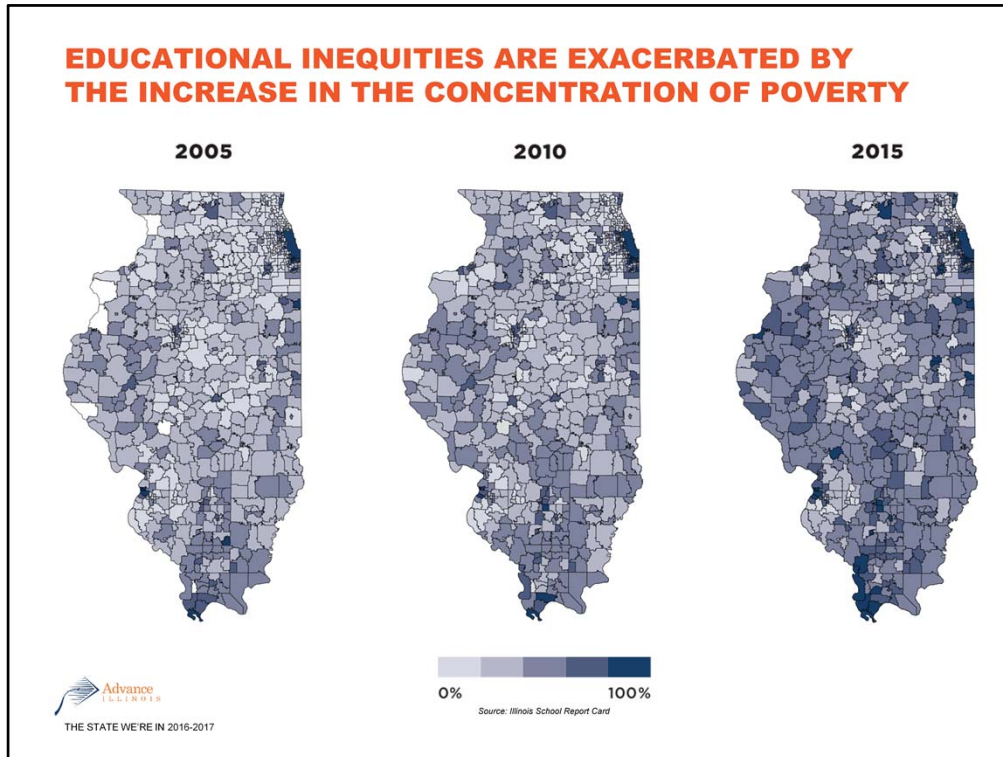 EDUCATIONAL INEQUITIES ARE EXACERBATED BY
THE INCREASE IN THE CONCENTRATION OF POVERTY
2005
2010
2015
0%
100%
Source: Illinois School Report Card
Advance
ILLINOIS
THE STATE WE'RE IN 2016-2017